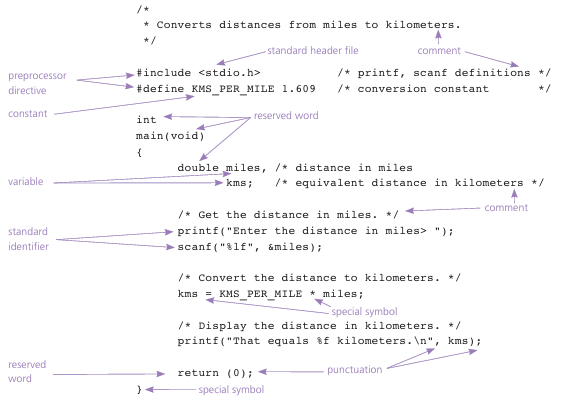 /*
* Converts distances from miles to kilometers.
*/
standard header file comment
preprocessor
directive
#include <stdio.h> /* printf, scanf definitions */
#define KMS_PER_MILE 1.609 /* conversion constant */
constant
reserved word
int
main(void)
{
double miles, /* distance in miles
variable
kms; /* equivalent distance in kilometers */
comment
/* Get the distance in miles. */
standard
identifier
printf("Enter the distance in miles> ");
scanf("%lf", &miles);
/* Convert the distance to kilometers. */
kms = KMS_PER_MILE * miles;
special symbol
/* Display the distance in kilometers. */
printf("That equals %f kilometers.\n", kms);
reserved
word
return (0);
punctuation
}
special symbol